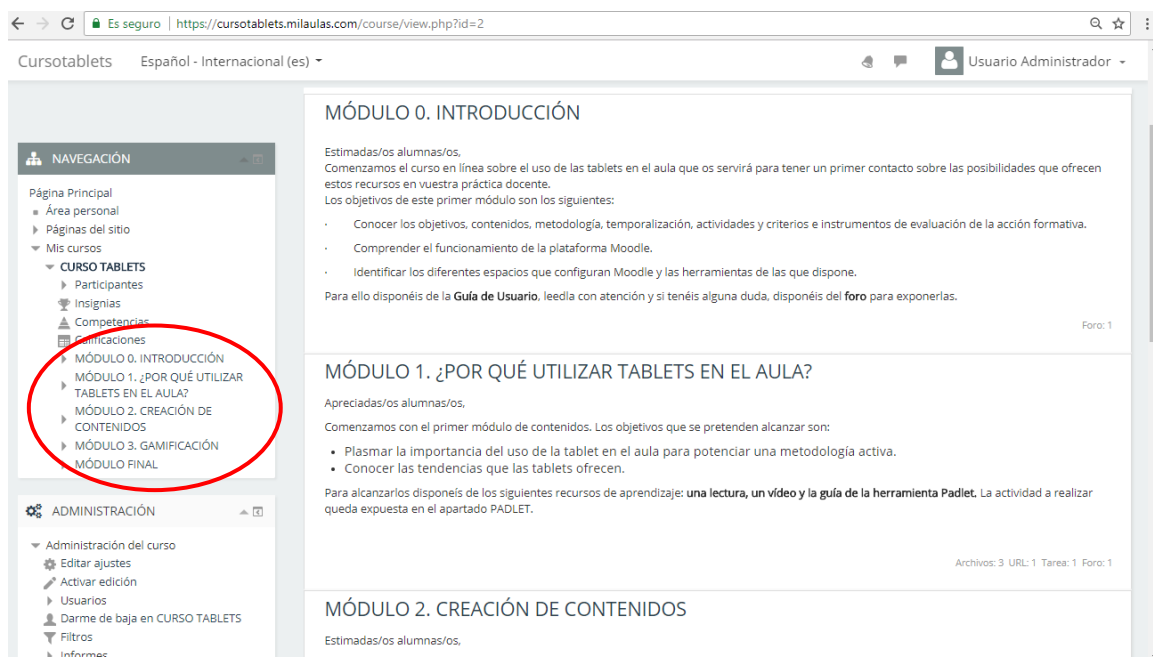 Es seguro | https://cursotablets.milaulas.com/course/view.php?id=2
Cursotablets Español - Internacional (es) Usuario Administrador
NAVEGACIÓN
Página Principal
Área personal
Páginas del sitio
Mis cursos
CURSO TABLETS
Participantes
Insignias
Competencias
Calificaciones
MÓDULO 0. INTRODUCCIÓN
MÓDULO 1. ¿POR QUÉ UTILIZAR
TABLETS EN EL AULA?
MÓDULO 2. CREACIÓN DE
CONTENIDOS
MÓDULO 3. GAMIFICACIÓN
MÓDULO FINAL
ADMINISTRACIÓN
Administración del curso
Editar ajustes
Activar edición
Usuarios
Darme de baja en CURSO TABLETS
Filtros
Informes
MÓDULO 0. INTRODUCCIÓN
Estimadas/os alumnas/os,
Comenzamos el curso en línea sobre el uso de las tablets en el aula que os servirá para tener un primer contacto sobre las posibilidades que ofrecen
estos recursos en vuestra práctica docente.
Los objetivos de este primer módulo son los siguientes:
· Conocer los objetivos, contenidos, metodología, temporalización, actividades y criterios e instrumentos de evaluación de la acción formativa.
· Comprender el funcionamiento de la plataforma Moodle.
· Identificar los diferentes espacios que configuran Moodle y las herramientas de las que dispone.
Para ello disponéis de la Guía de Usuario, leedla con atención y si tenéis alguna duda, disponéis del foro para exponerlas.
Foro: 1
MÓDULO 1. ¿POR QUÉ UTILIZAR TABLETS EN EL AULA?
Apreciadas/os alumnas/os,
Comenzamos con el primer módulo de contenidos. Los objetivos que se pretenden alcanzar son:
• Plasmar la importancia del uso de la tablet en el aula para potenciar una metodología activa.
• Conocer las tendencias que las tablets ofrecen.
Para alcanzarlos disponeís de los siguientes recursos de aprendizaje: una lectura, un vídeo y la guía de la herramienta Padlet. La actividad a realizar
queda expuesta en el apartado PADLET.
Archivos: 3 URL: 1 Tarea: 1 Foro: 1
MÓDULO 2. CREACIÓN DE CONTENIDOS
Estimadas/os alumnas/os,